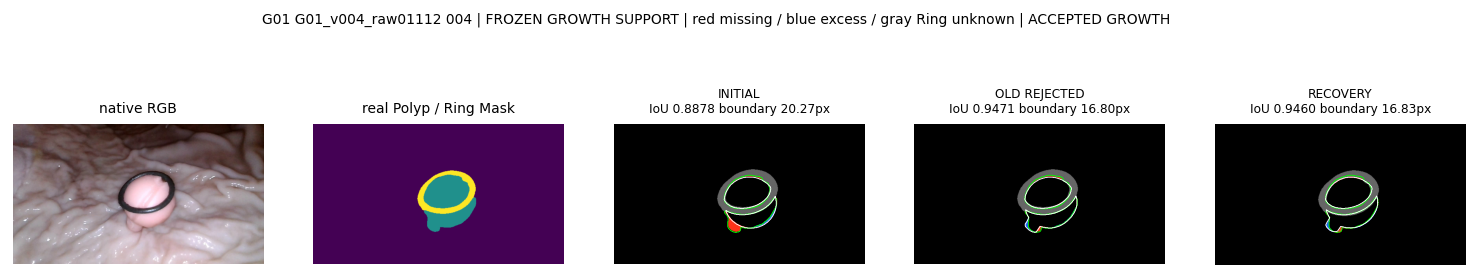 G01 G01_v004_raw01112 004 | FROZEN GROWTH SUPPORT | red missing / blue excess / gray Ring unknown | ACCEPTED GROWTH
native RGB
real Polyp / Ring Mask
INITIAL
IoU 0.8878 boundary 20.27px
OLD REJECTED
IoU 0.9471 boundary 16.80px
RECOVERY
IoU 0.9460 boundary 16.83px